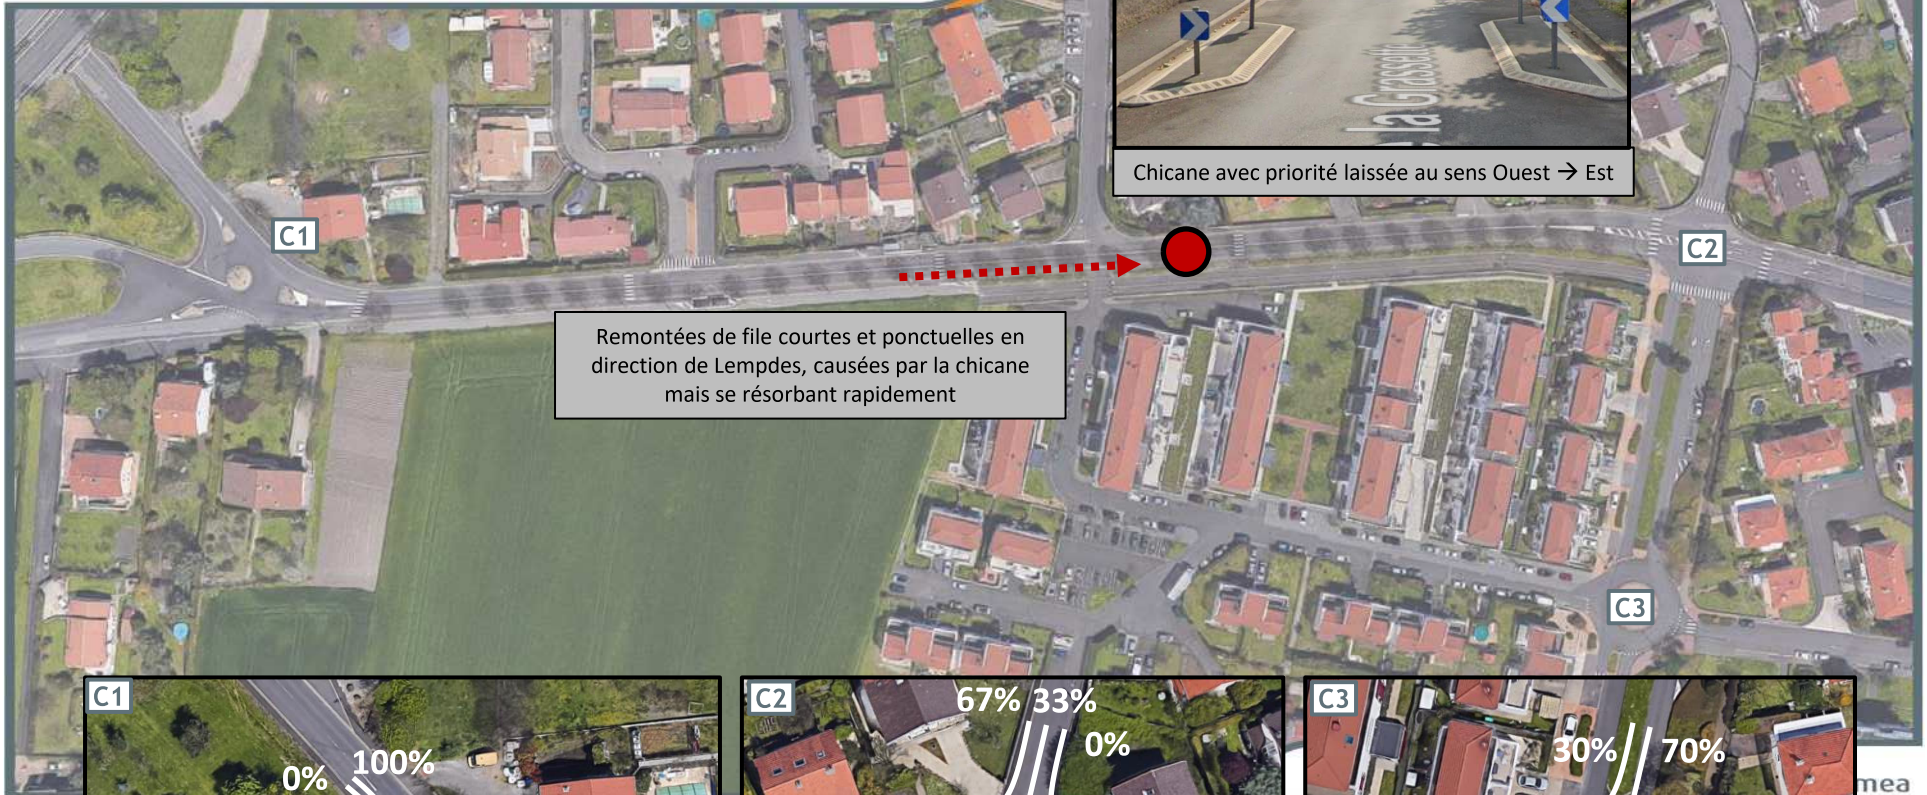 la Grassette
Chicane avec priorité laissée au sens Ouest → Est
C1
C2
Remontées de file courtes et ponctuelles en
direction de Lempdes, causées par la chicane
mais se résorbant rapidement
C3
C1
0%
100%
C2
67% 33%
0%
C3
30%
70%
mea